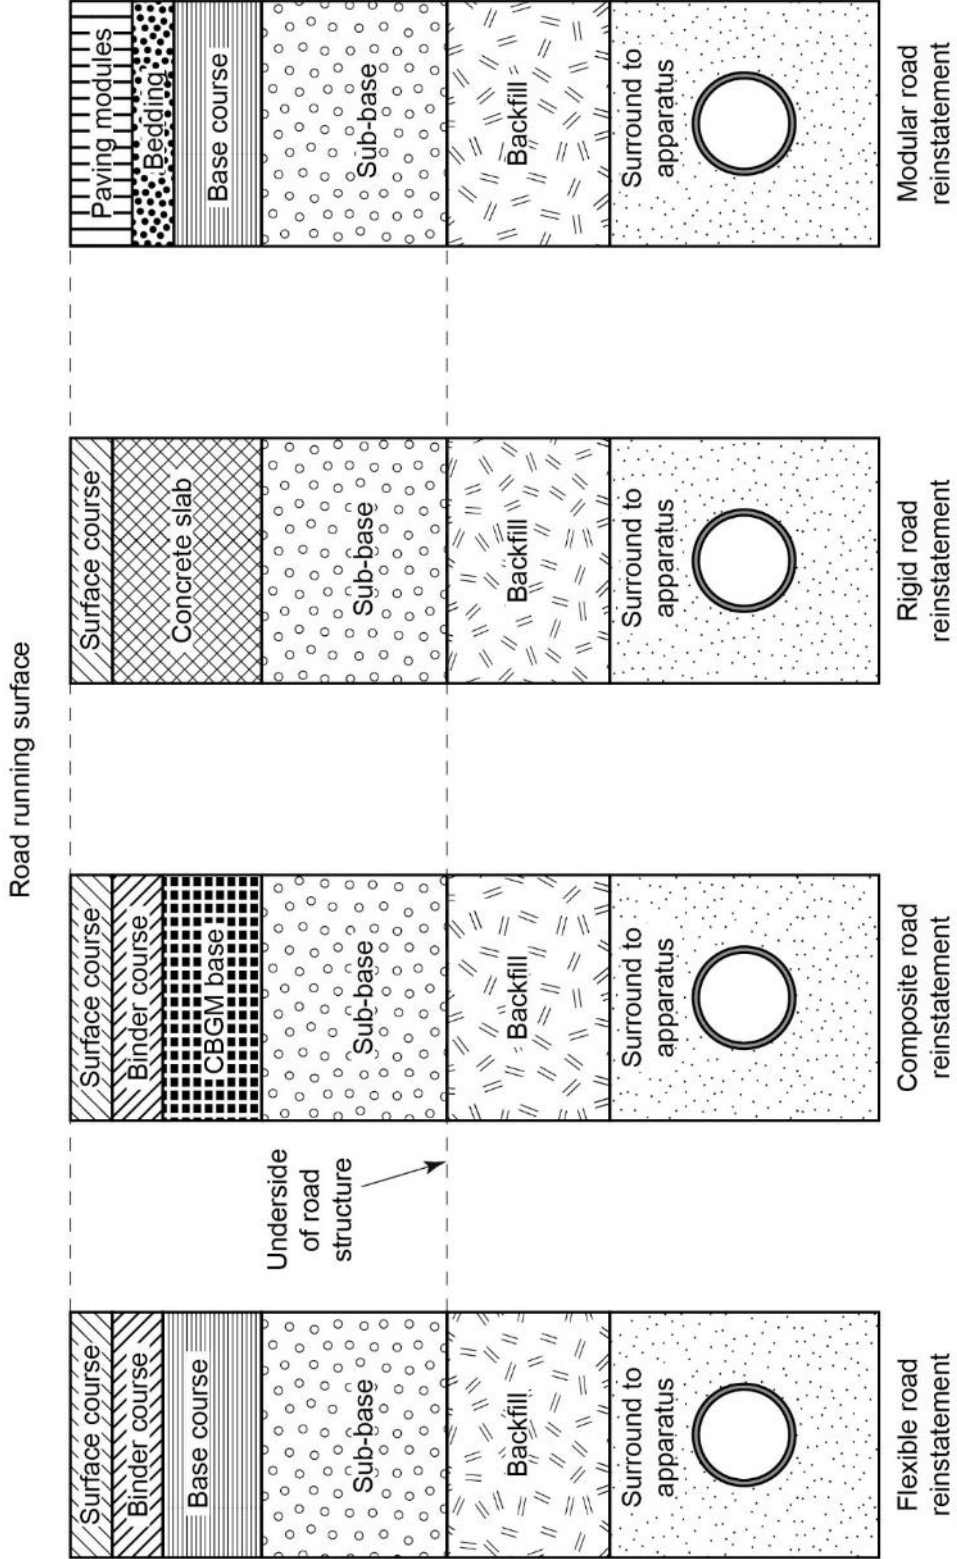 Road running surface
Surface course
Binder course
Base course
Sub-base
Backfill
Surround to
apparatus
Flexible road
reinstatement
Underside
of road
structure
Surface course
Binder course
CBGM base
Sub-base
Backfill
Surround to
apparatus
Composite road
reinstatement
Surface course
Concrete slab
Sub-base
Backfill
Surround to
apparatus
Rigid road
reinstatement
Paving modules
Bedding
Base course
Sub-base
Backfill
Surround to
apparatus
Modular road
reinstatement